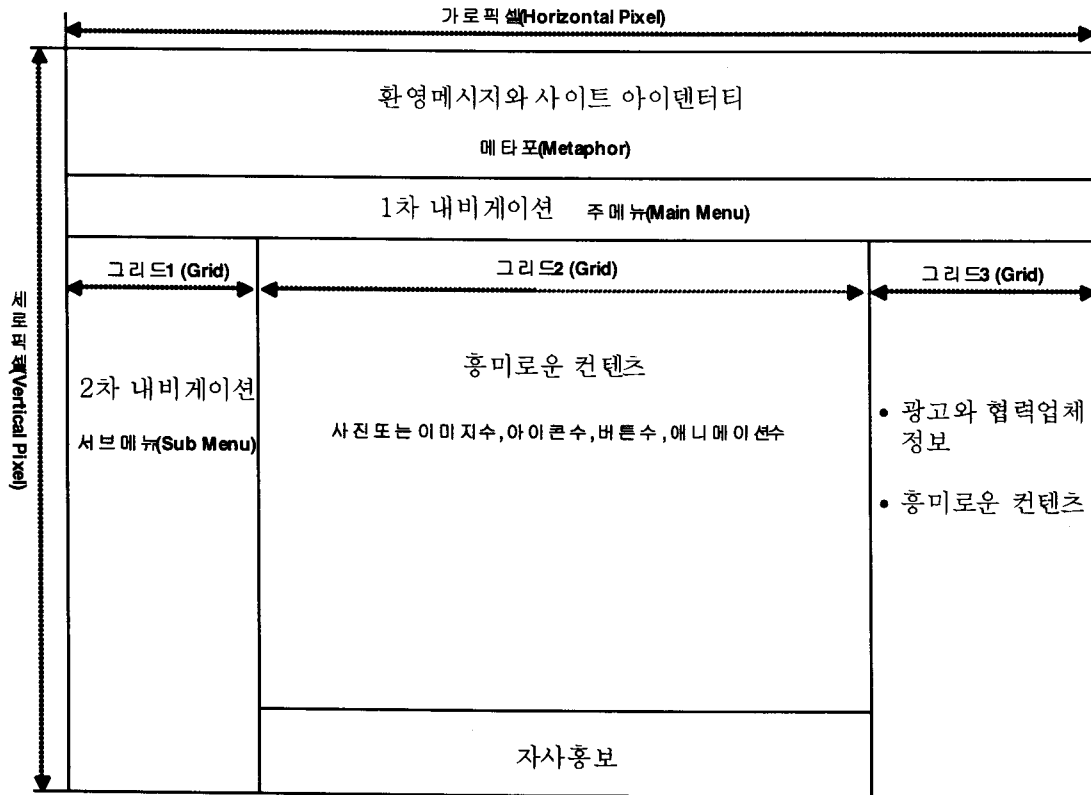 가로픽셀(Horizontal Pixel)
환영메시지와 사이트 아이덴터티
메타포(Metaphor)
1차 내비게이션 주메뉴(Main Menu)
그리드1 (Grid)
그리드2 (Grid)
그리드3 (Grid)
세로픽셀(Vertical Pixel)
2차 내비게이션
서브메뉴(Sub Menu)
흥미로운 컨텐츠
사진또는이미지수,아이콘수,버튼수,애니메이션수
• 광고와 협력업체
정보
• 흥미로운 컨텐츠
자사홍보